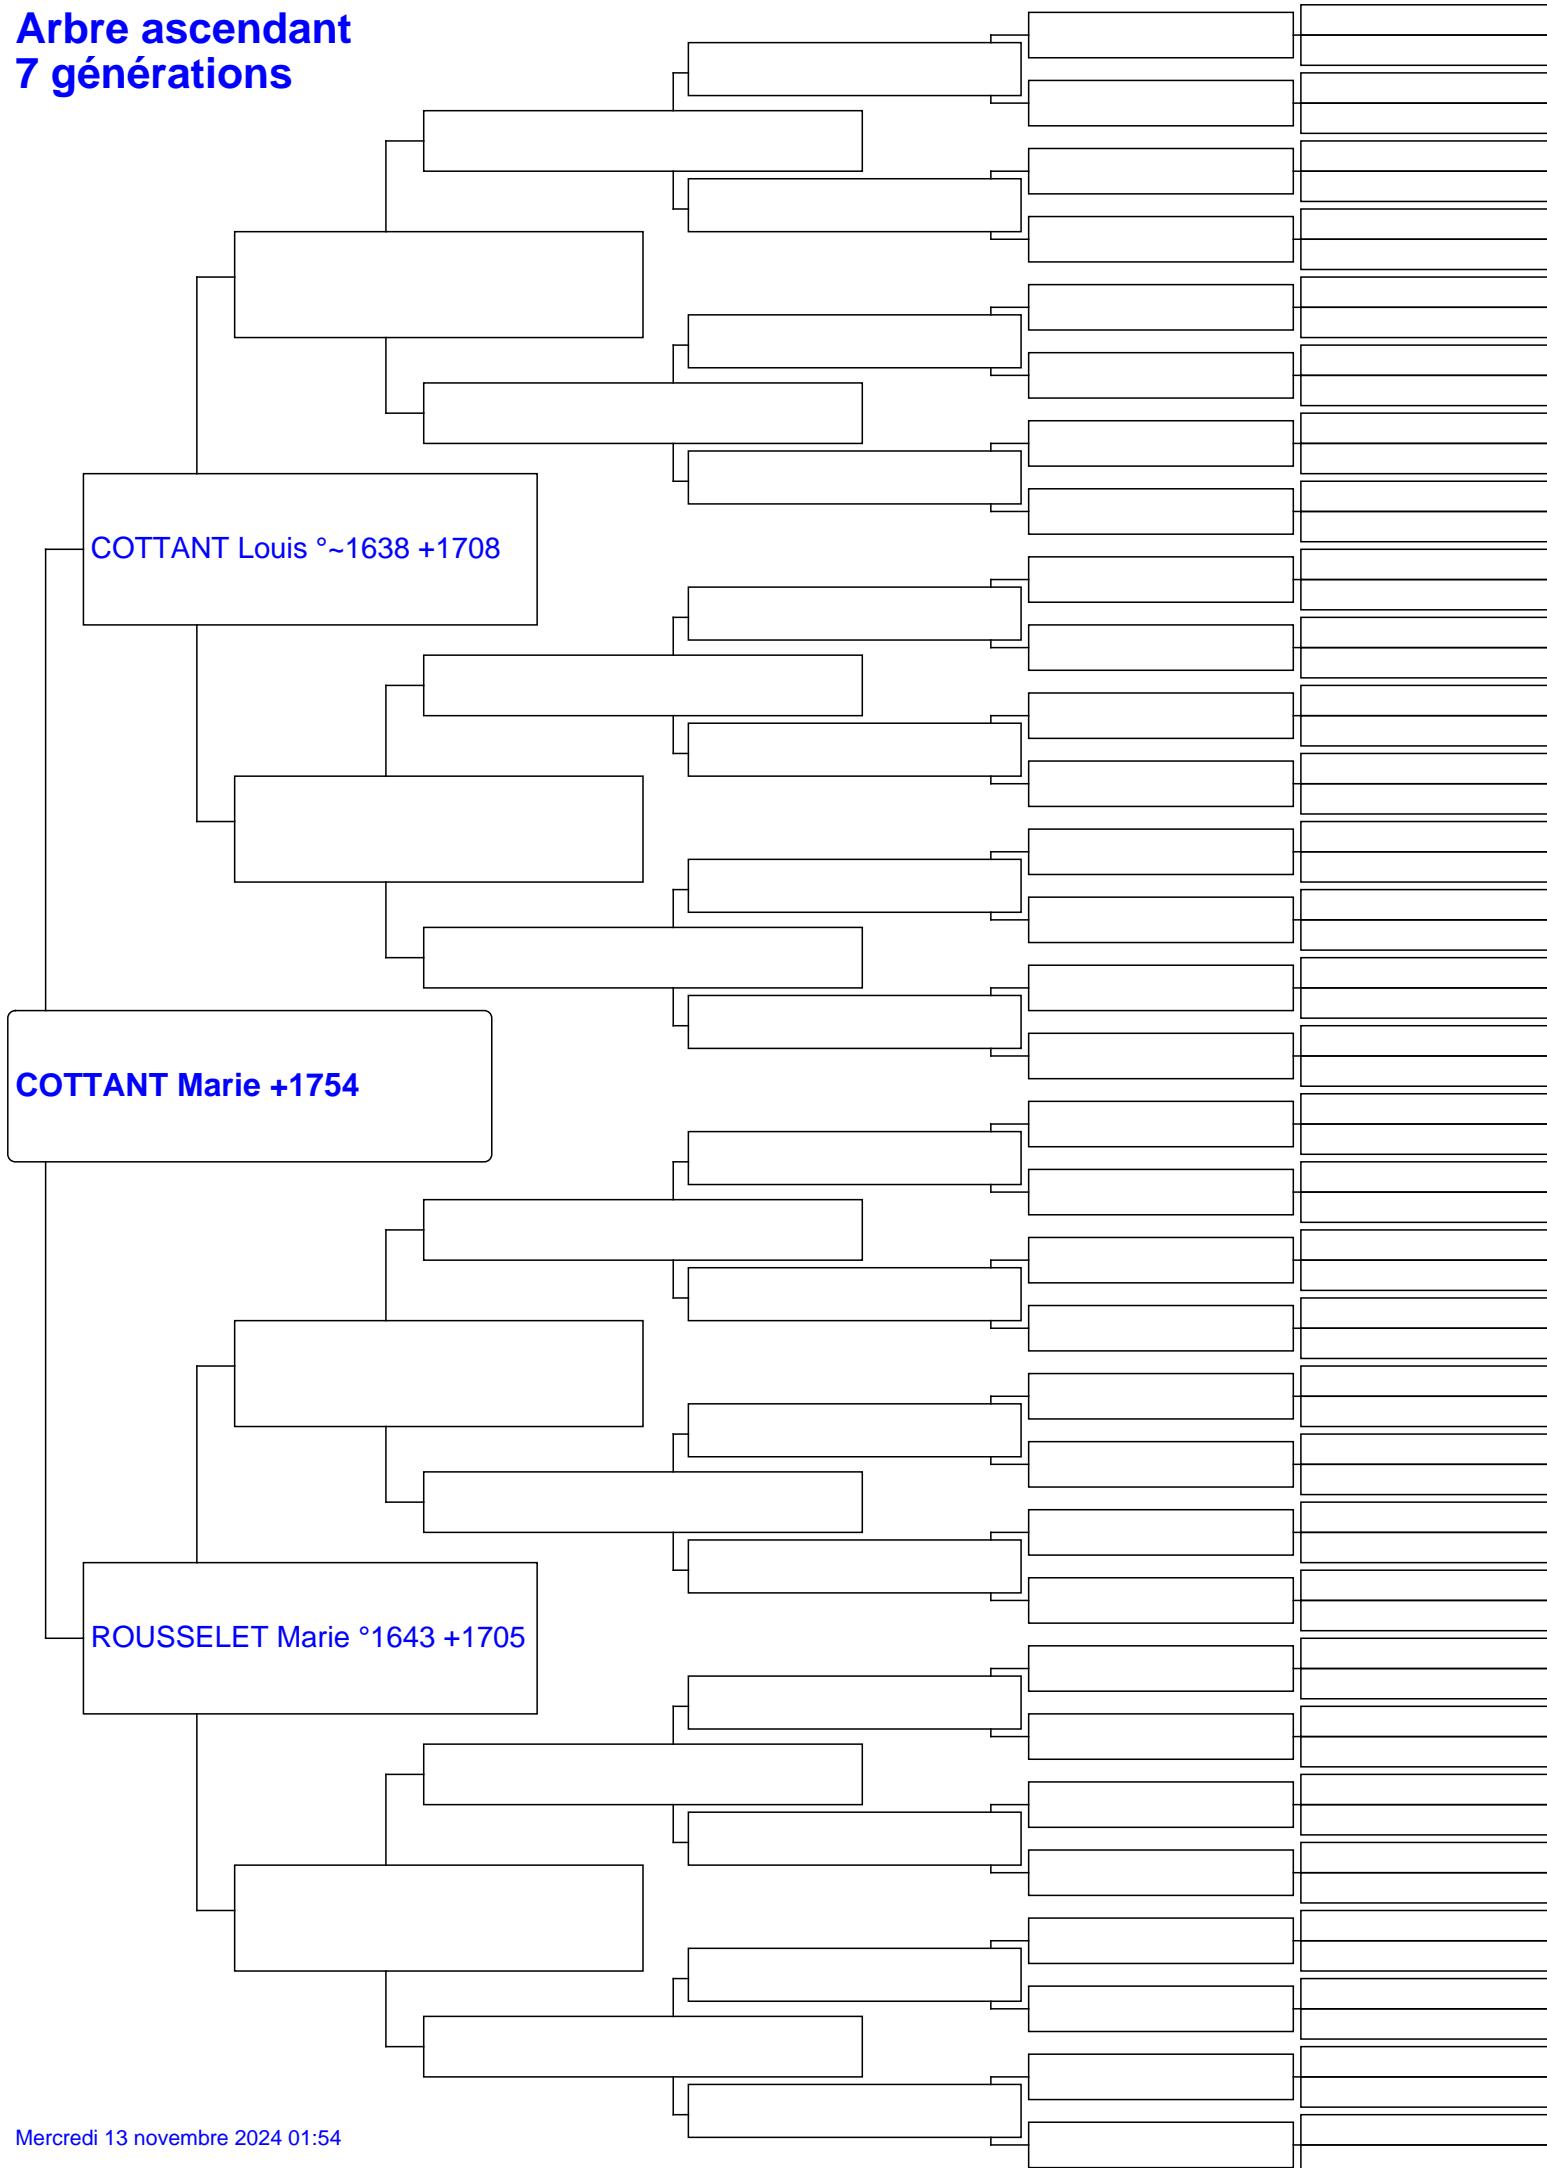 Arbre ascendant
7 générations
COTTANT Louis °~1638 +1708
COTTANT Marie +1754
ROUSSELET Marie °1643 +1705
Mercredi 13 novembre 2024 01:54